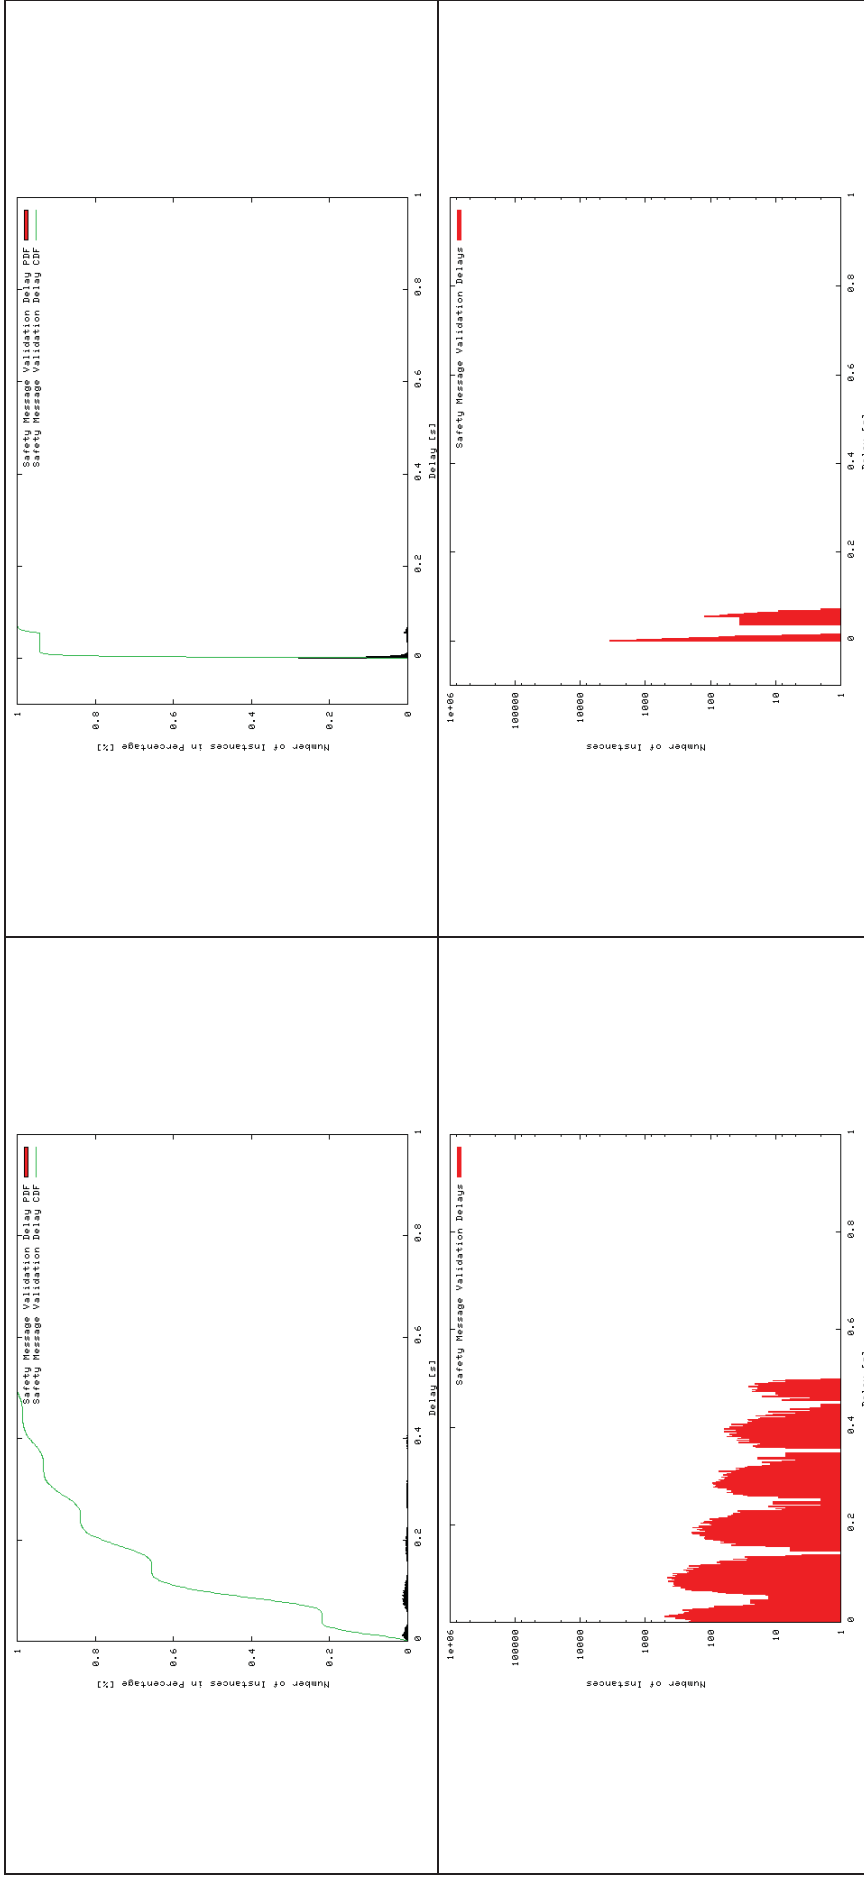 Number of Instances in Percentage [%]
1
0.8
0.6
0.4
0.2
0
Safety Message Validation Delay PDF
Safety Message Validation Delay CDF
0 0.2 0.4 0.6 0.8 1
Delay [s]
Number of Instances in Percentage [%]
1
0.8
0.6
0.4
0.2
0
Safety Message Validation Delay PDF
Safety Message Validation Delay CDF
0 0.2 0.4 0.6 0.8 1
Delay [s]
Number of Instances
1e+06
100000
10000
1000
100
10
1
Safety Message Validation Delays
0 0.2 0.4 0.6 0.8 1
Number of Instances
1e+06
100000
10000
1000
100
10
1
Safety Message Validation Delays
0 0.2 0.4 0.6 0.8 1